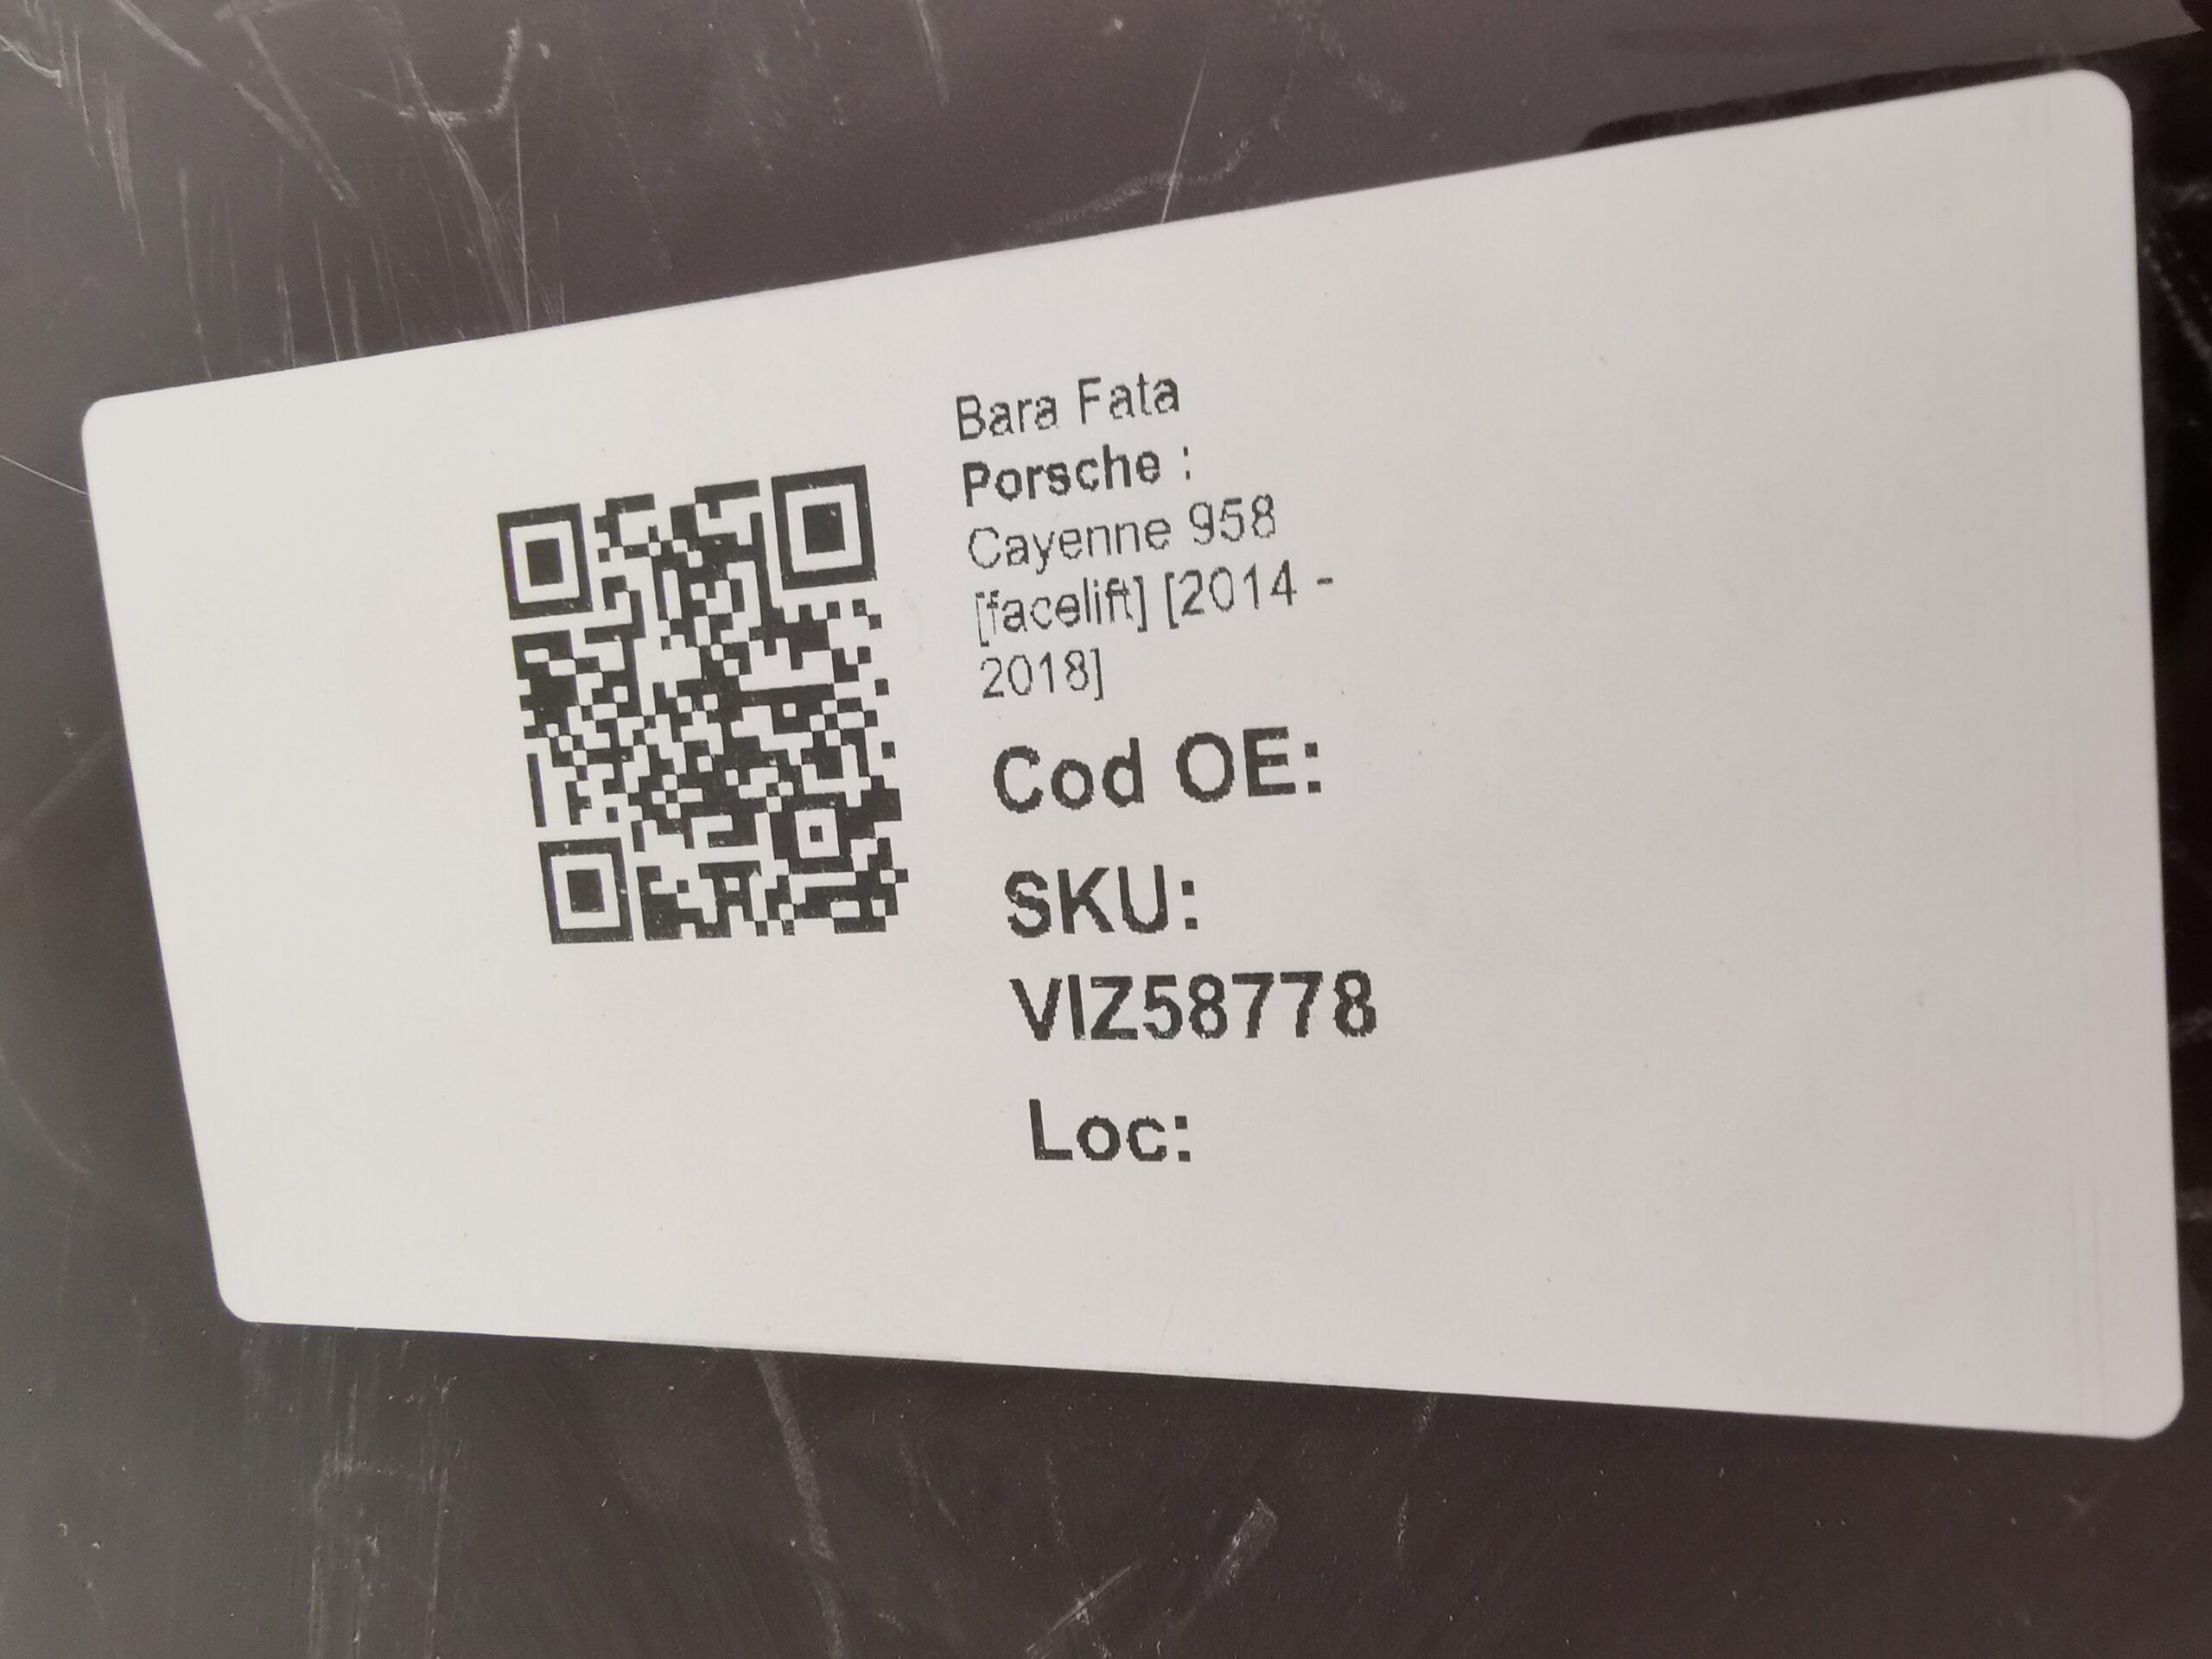 Bara Fata
Porsche :
Cayenne 958
[facelift] [2014 -
2018]
Cod OE:
SKU:
VIZ58778
Loc: